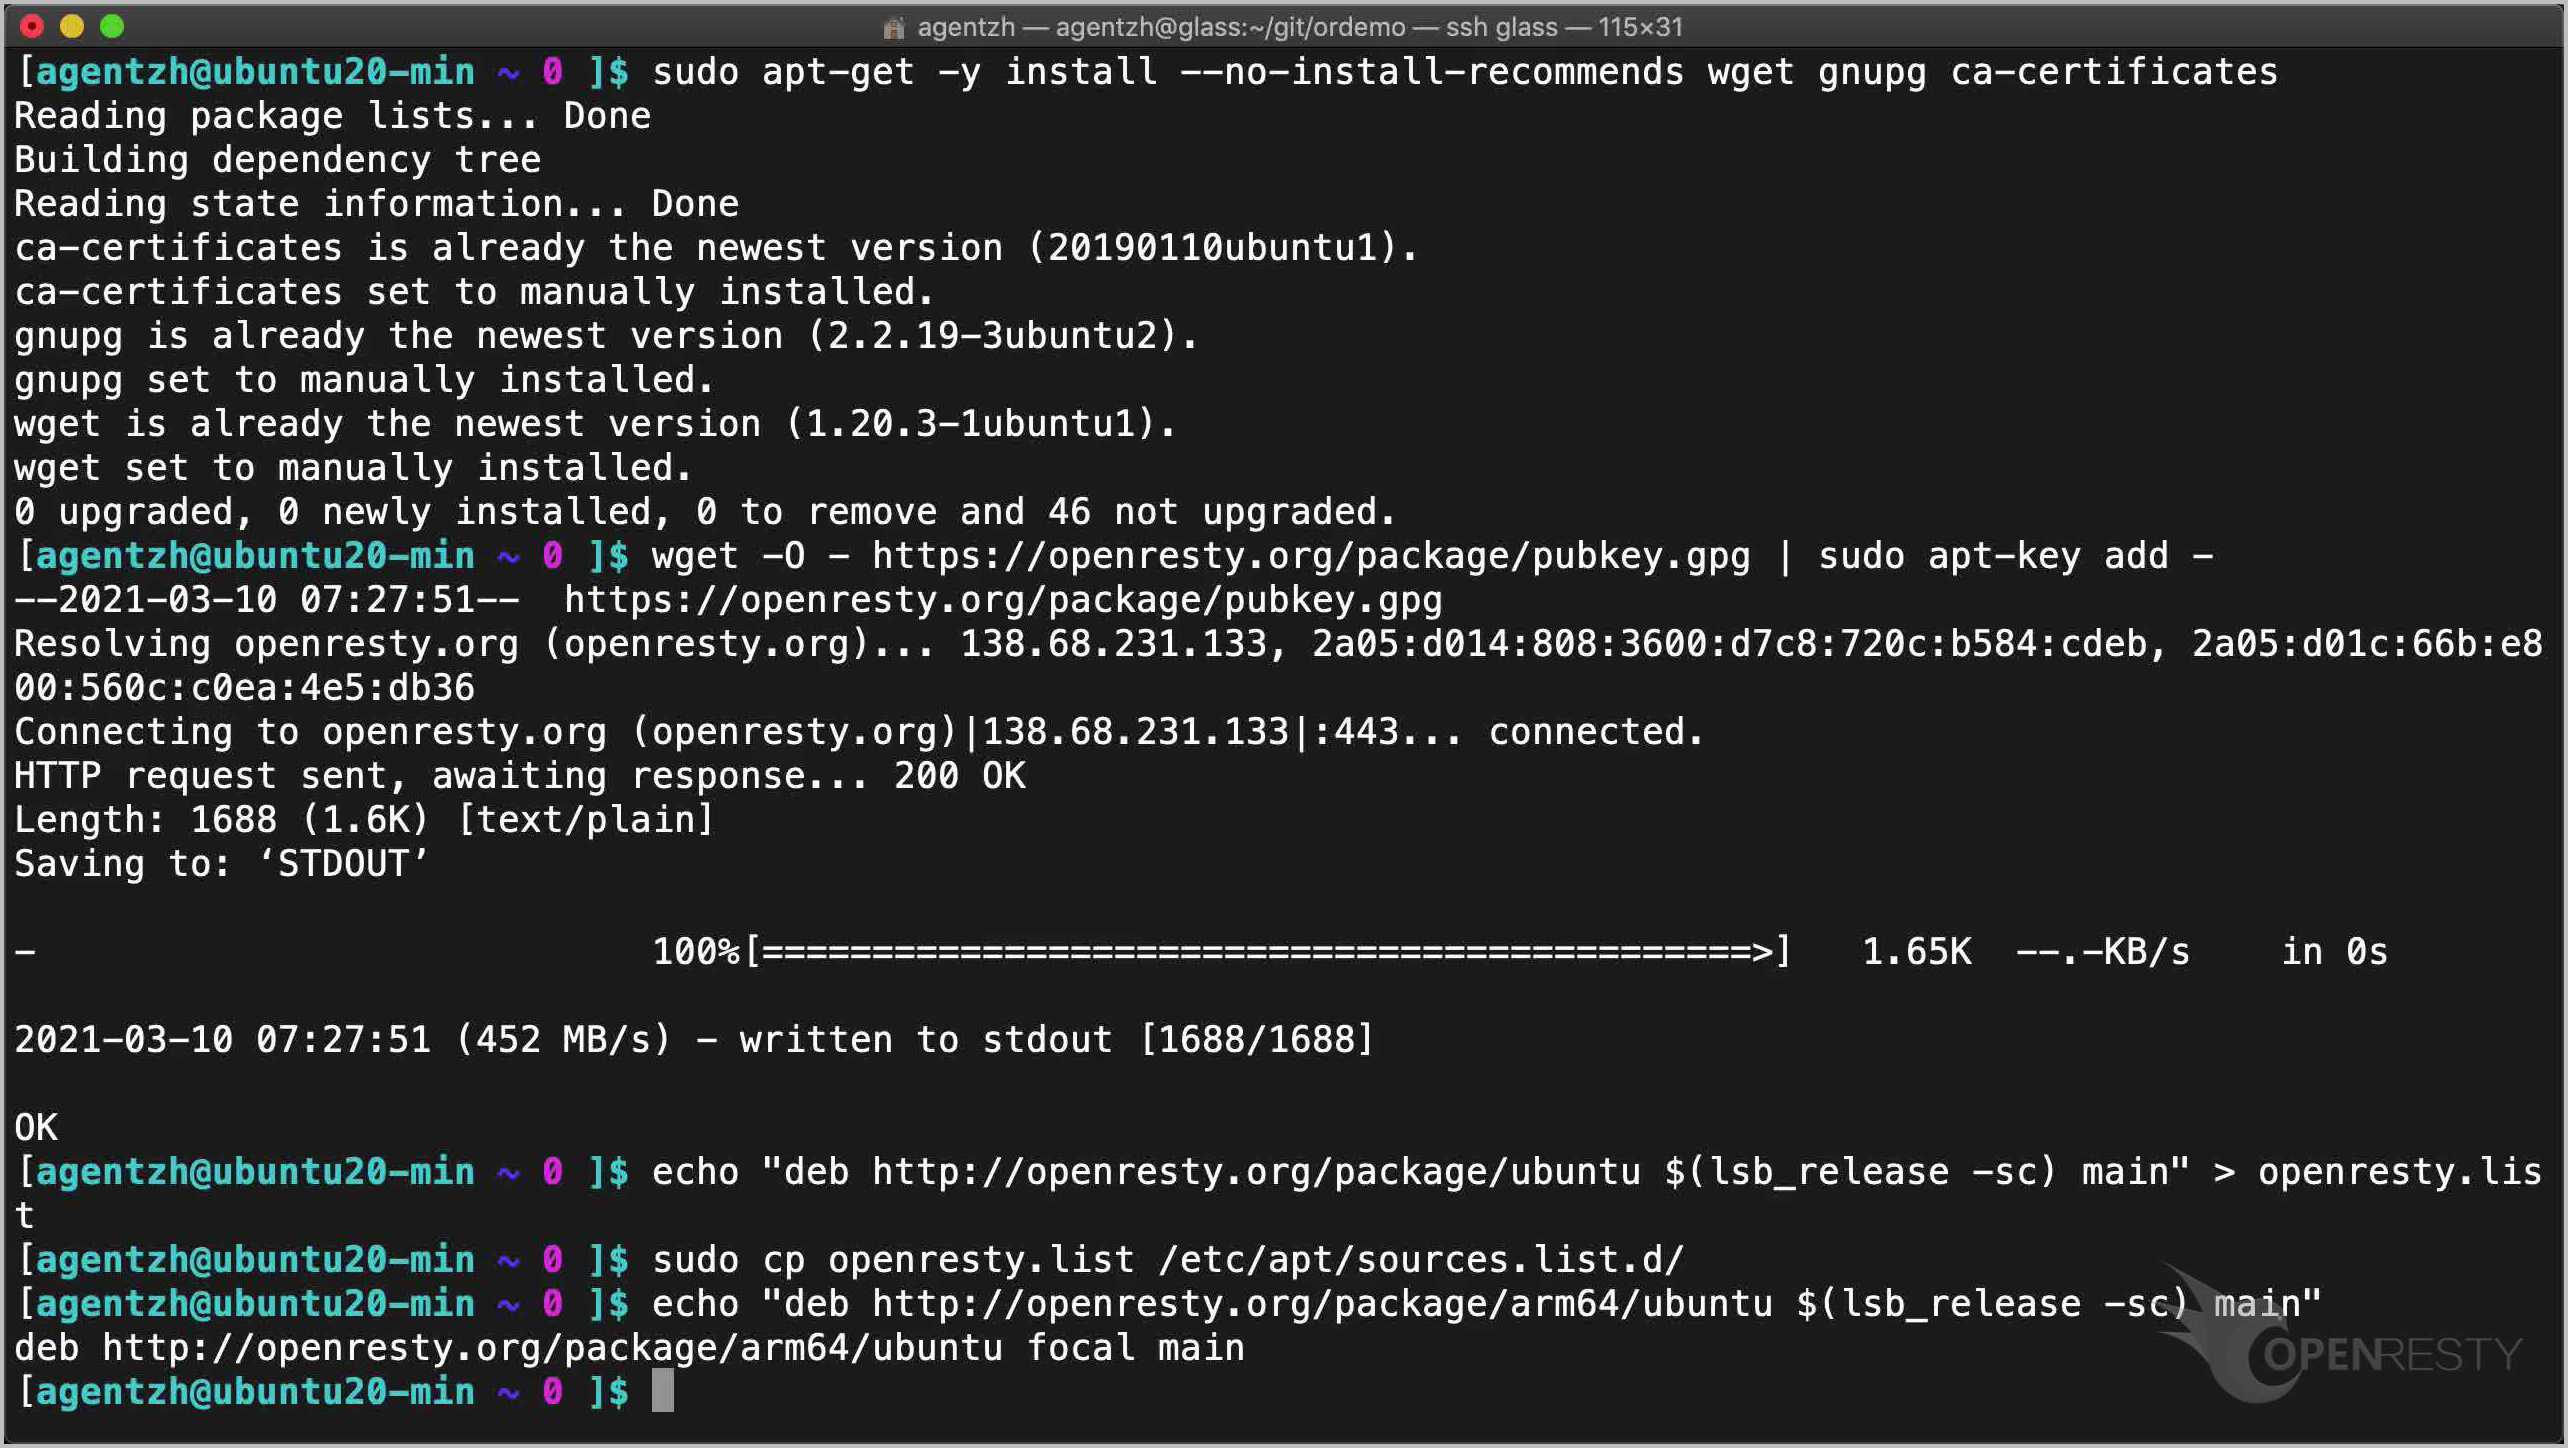 agentzh — agentzh@glass:~/git/ordemo — ssh glass — 115×31
[agentzh@ubuntu20-min ~ 0 ]$ sudo apt-get -y install --no-install-recommends wget gnupg ca-certificates
Reading package lists... Done
Building dependency tree
Reading state information... Done
ca-certificates is already the newest version (20190110ubuntu1).
ca-certificates set to manually installed.
gnupg is already the newest version (2.2.19-3ubuntu2).
gnupg set to manually installed.
wget is already the newest version (1.20.3-1ubuntu1).
wget set to manually installed.
0 upgraded, 0 newly installed, 0 to remove and 46 not upgraded.
[agentzh@ubuntu20-min ~ 0 ]$ wget -O - https://openresty.org/package/pubkey.gpg | sudo apt-key add -
--2021-03-10 07:27:51--  https://openresty.org/package/pubkey.gpg
Resolving openresty.org (openresty.org)... 138.68.231.133, 2a05:d014:808:3600:d7c8:720c:b584:cdeb, 2a05:d01c:66b:e8
00:560c:c0ea:4e5:db36
Connecting to openresty.org (openresty.org)|138.68.231.133|:443... connected.
HTTP request sent, awaiting response... 200 OK
Length: 1688 (1.6K) [text/plain]
Saving to: ‘STDOUT’
-                            100%[=============================================>]   1.65K  --.-KB/s    in 0s
2021-03-10 07:27:51 (452 MB/s) - written to stdout [1688/1688]
OK
[agentzh@ubuntu20-min ~ 0 ]$ echo "deb http://openresty.org/package/ubuntu $(lsb_release -sc) main" > openresty.lis
t
[agentzh@ubuntu20-min ~ 0 ]$ sudo cp openresty.list /etc/apt/sources.list.d/
[agentzh@ubuntu20-min ~ 0 ]$ echo "deb http://openresty.org/package/arm64/ubuntu $(lsb_release -sc) main"
deb http://openresty.org/package/arm64/ubuntu focal main
[agentzh@ubuntu20-min ~ 0 ]$
OPENRESTY